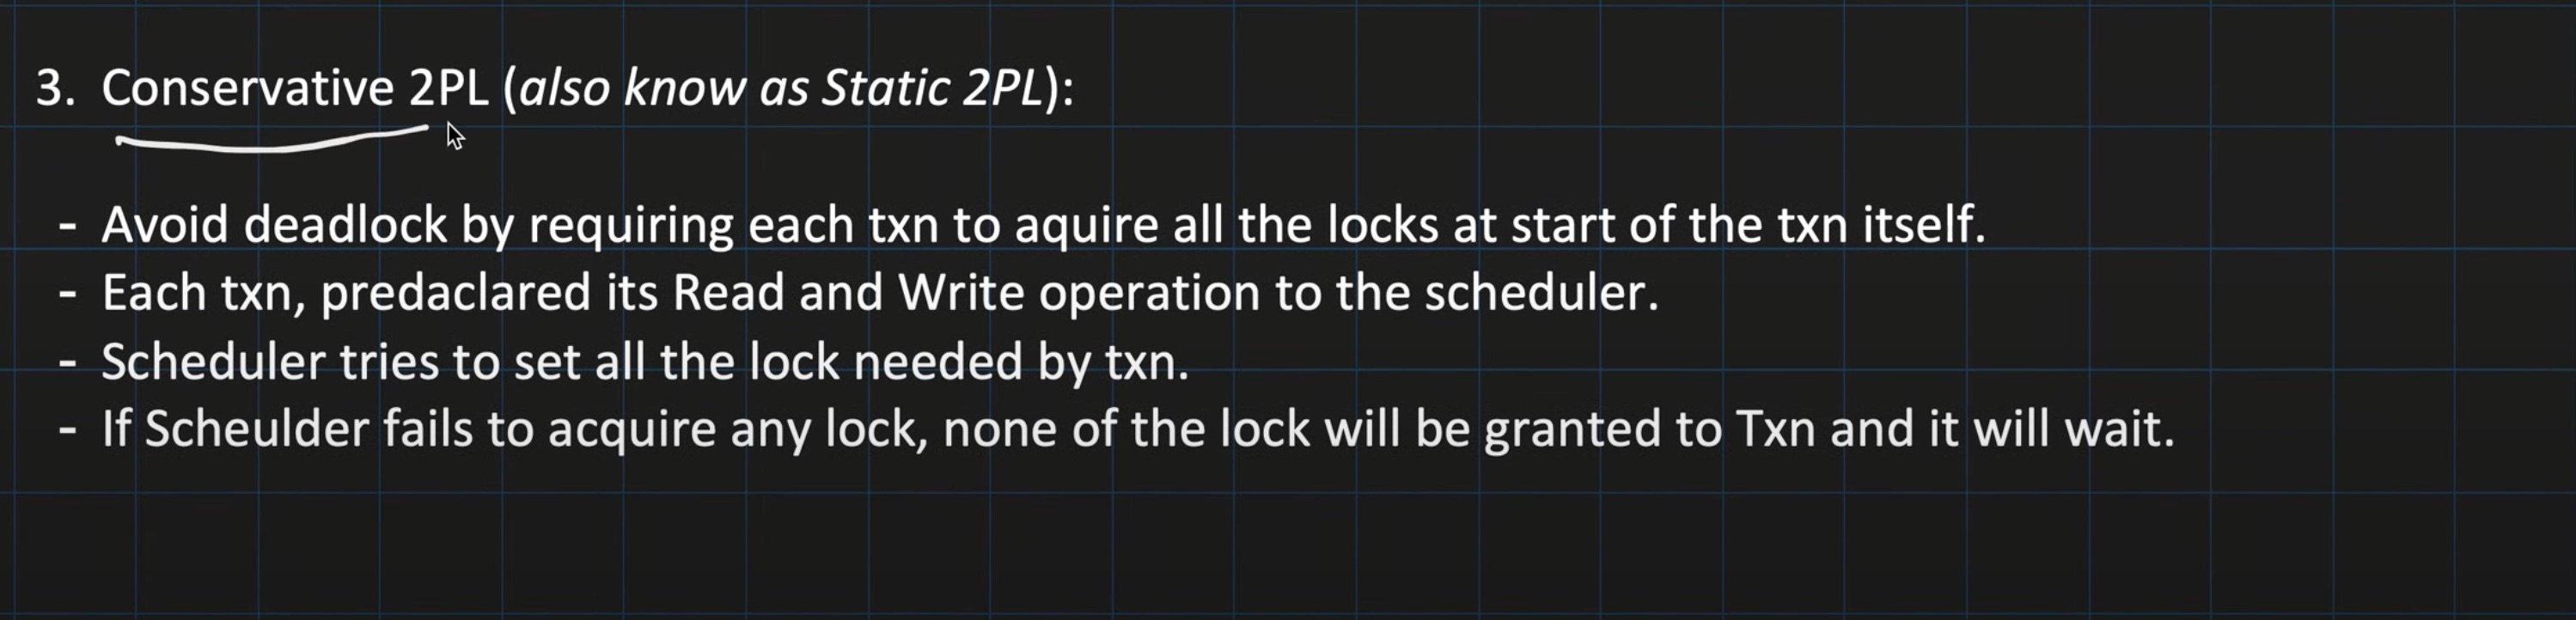 3. Conservative 2PL (also know as Static 2PL):
- Avoid deadlock by requiring each txn to aquire all the locks at start of the txn itself.
- Each txn, predaclared its Read and Write operation to the scheduler.
- Scheduler tries to set all the lock needed by txn.
- If Scheulder fails to acquire any lock, none of the lock will be granted to Txn and it will wait.